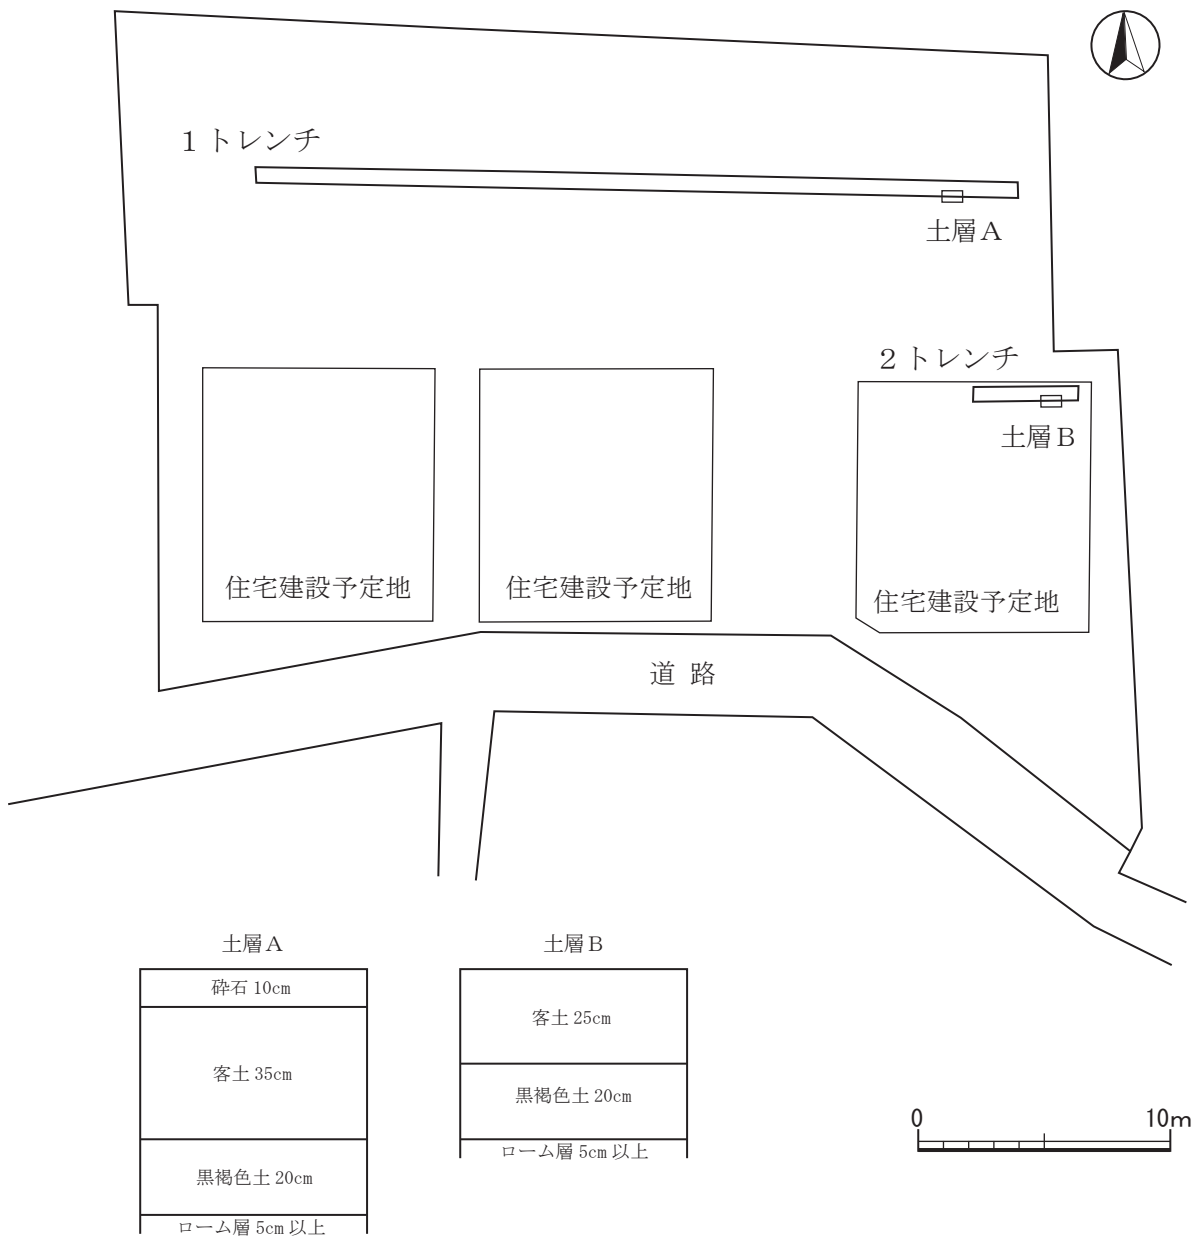 １トレンチ
土層Ａ
２トレンチ
土層Ｂ
住宅建設予定地
住宅建設予定地
住宅建設予定地
道 路
土層Ａ
砕石 10cm
客土 35cm
黒褐色土 20cm
ローム層 5cm 以上
土層Ｂ
客土 25cm
黒褐色土 20cm
ローム層 5cm 以上
0 10m